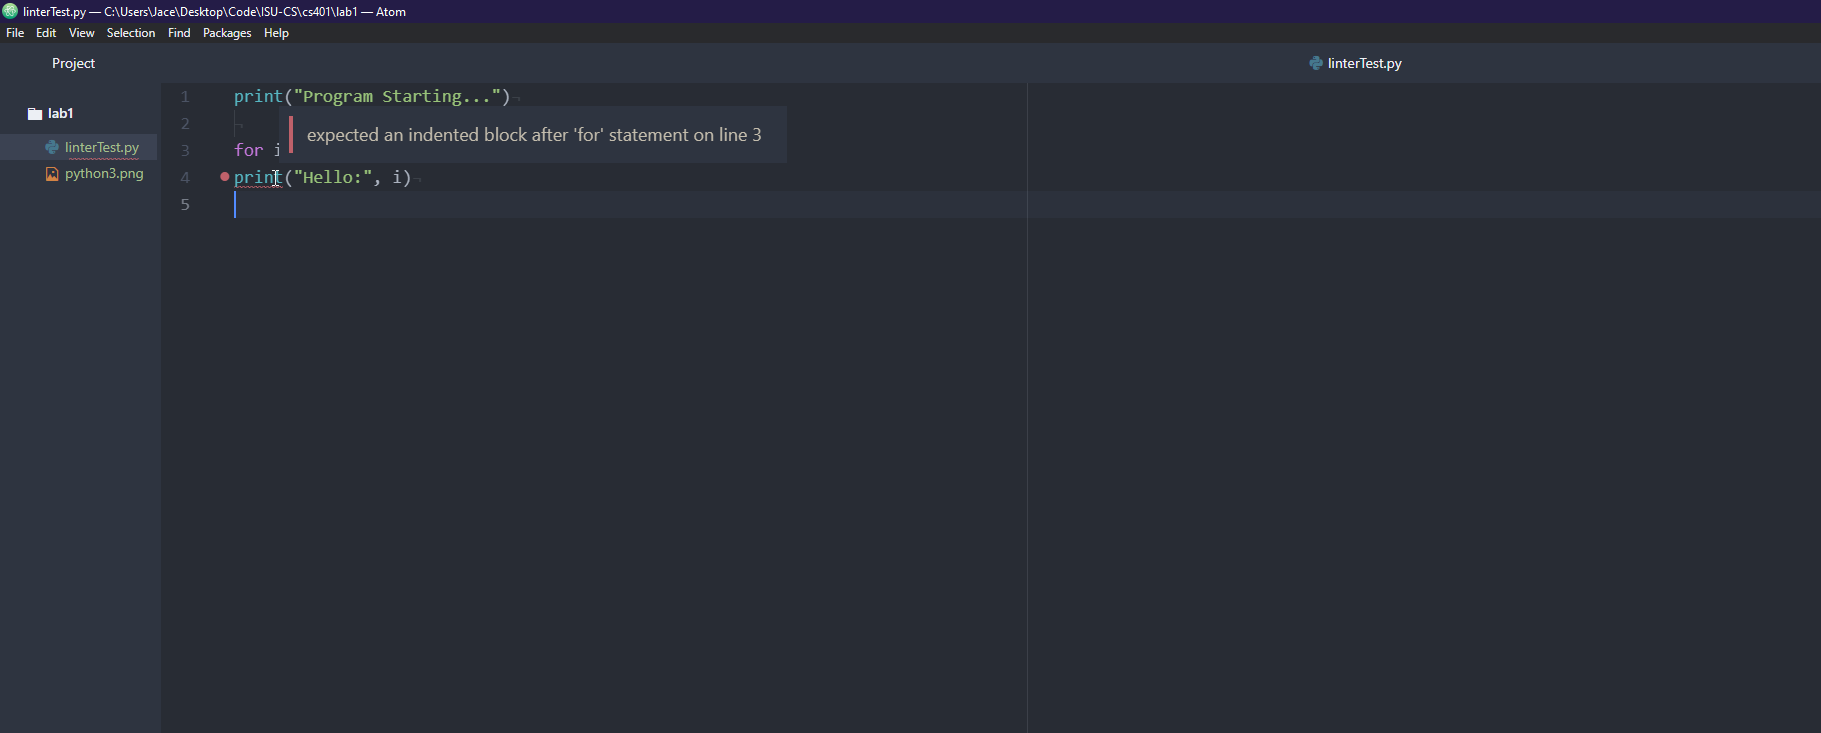 linterTest.py — C:\Users\Jace\Desktop\Code\ISU-CS\cs401\lab1 — Atom
File Edit View Selection Find Packages Help
Project
linterTest.py
lab1
linterTest.py
python3.png
1 print("Program Starting...")
2
expected an indented block after 'for' statement on line 3
3 for i
4 print("Hello:", i)
5